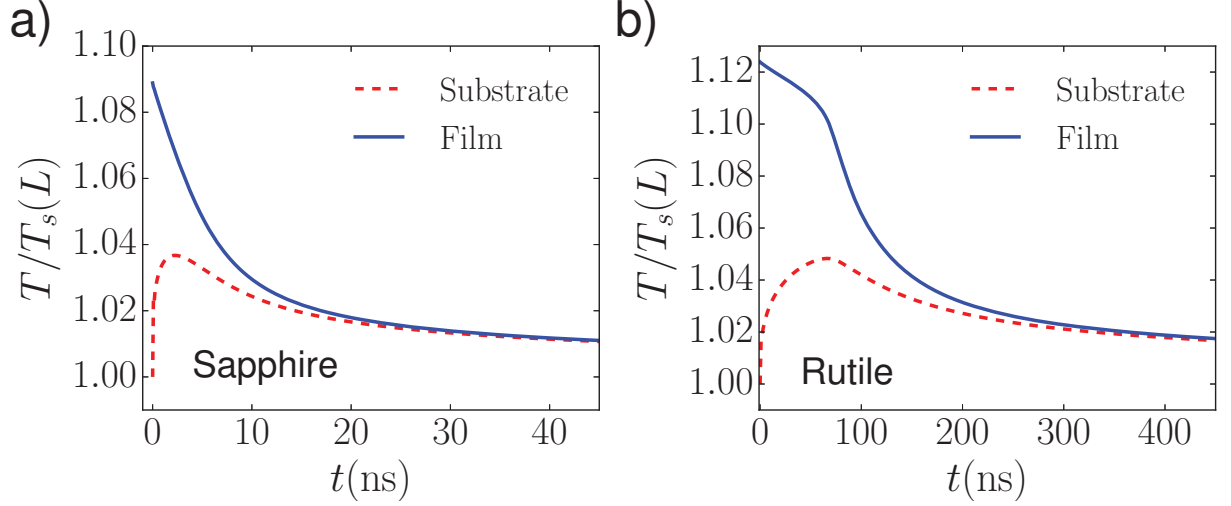 a)
1.10
1.08
1.06
1.04
1.02
1.00
T/T_s(L)
Substrate
Film
Sapphire
0 10 20 30 40
t(ns)
b)
1.12
1.10
1.08
1.06
1.04
1.02
1.00
T/T_s(L)
Substrate
Film
Rutile
0 100 200 300 400
t(ns)